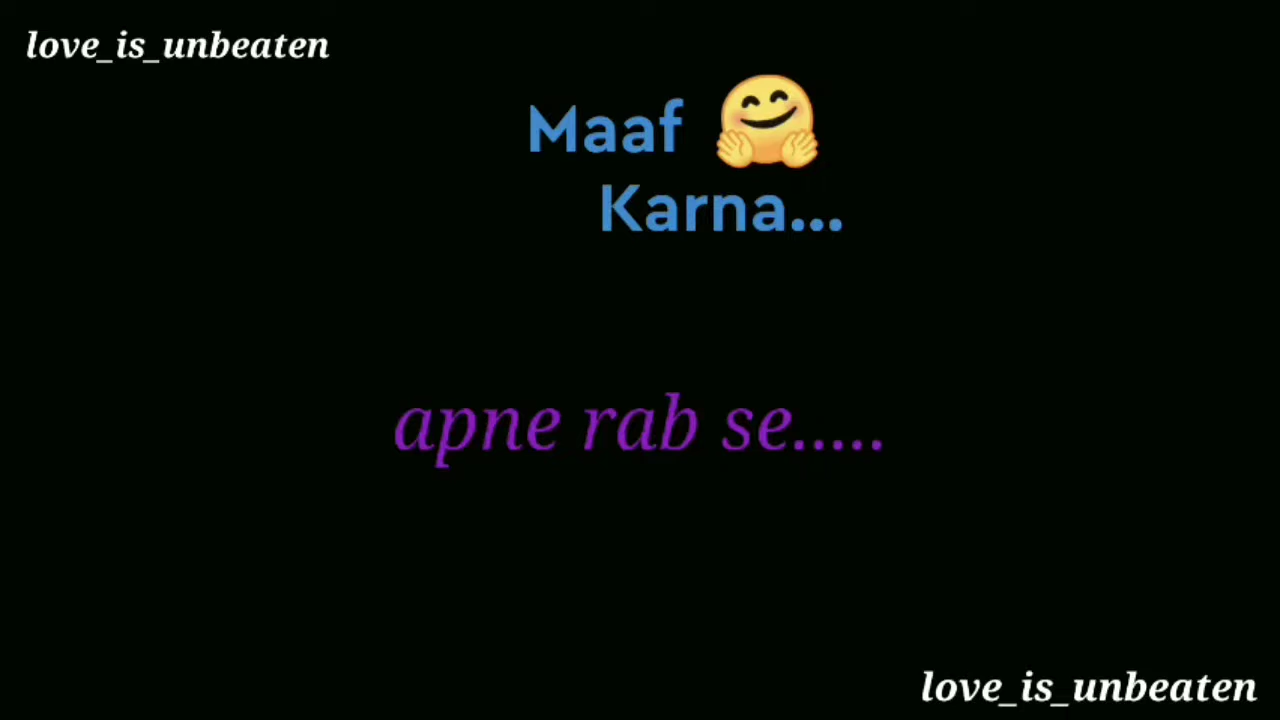 love_is_unbeaten
Maaf 🤗
Karna...
apne rab se.....
love_is_unbeaten